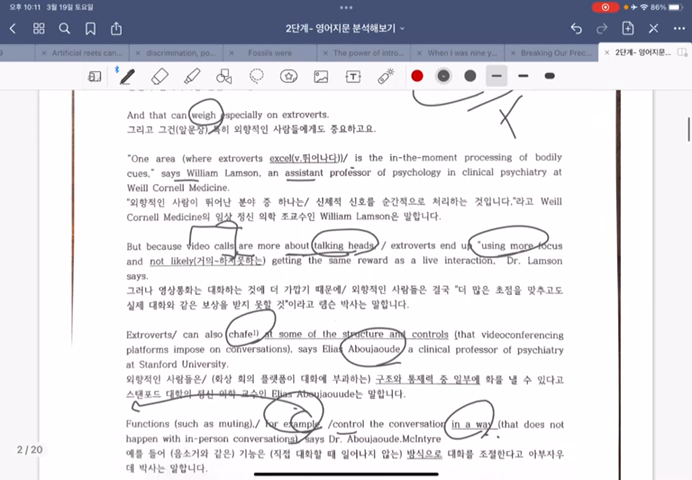 오후 10:11 3월 19일 토요일
86%
2단계- 영어지문 분석해보기
Artificial reets can...
discrimination, po...
Fossils were
The power of intro...
When I was nine y...
Breaking Our Prec...
2단계- 영어지문...
And that can weigh especially on extroverts.
그리고 그건(앞문장) 특히 외향적인 사람들에게도 중요하고요.
"One area (where extroverts excel(v.뛰어나다)/ is the in-the-moment processing of bodily
cues," says William Lamson, an assistant professor of psychology in clinical psychiatry at
Weill Cornell Medicine.
"외향적인 사람이 뛰어난 분야 중 하나는/ 신체적 신호를 순간적으로 처리하는 것입니다."라고 Weill
Cornell Medicine의 임상 정신 의학 조교수인 William Lamson은 말합니다.
But because video calls are more about talking heads / extroverts end up "using more focus
and not likely(거의~하지못하는) getting the same reward as a live interaction, Dr. Lamson
says.
그러나 영상통화는 대화하는 것에 더 가깝기 때문에/ 외향적인 사람들은 결국 "더 많은 초점을 맞추고도
실제 대화와 같은 보상을 받지 못할 것"이라고 램슨 박사는 말합니다.
Extroverts/ can also chafe at some of the structure and controls (that videoconferencing
platforms impose on conversations), says Elias Aboujaoude a clinical professor of psychiatry
at Stanford University.
외향적인 사람들은/ (화상 회의 플랫폼이 대화에 부과하는) 구조와 통제력 중 일부에 화를 낼 수 있다고
스탠포드 대학의 정신 의학 교수인 Elias Aboujaouude는 말합니다.
Functions (such as muting),/ for example, /control the conversation in a way (that does not
happen with in-person conversations), says Dr. Aboujaoude.McIntyre
예를 들어 (음소거와 같은) 기능은 (직접 대화할 때 일어나지 않는) 방식으로 대화를 조절한다고 아부자우
데 박사는 말합니다.
2 / 20